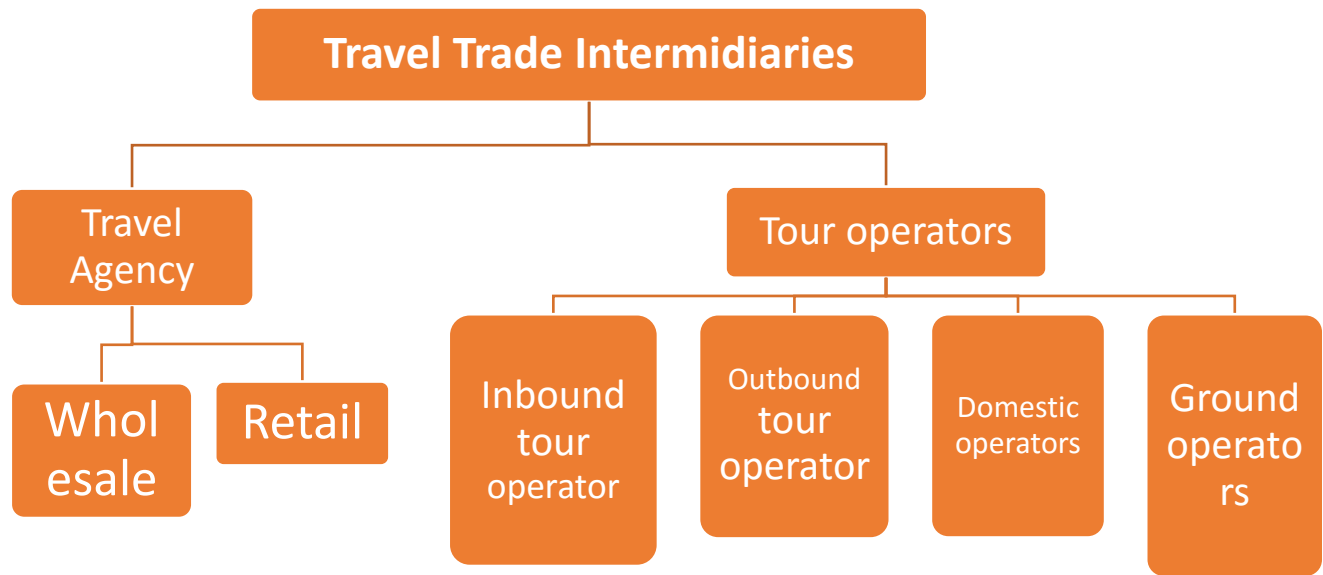 Travel Trade Intermidiaries
Travel
Agency
Tour operators
Whol
esale
Retail
Inbound
tour
operator
Outbound
tour
operator
Domestic
operators
Ground
operato
rs